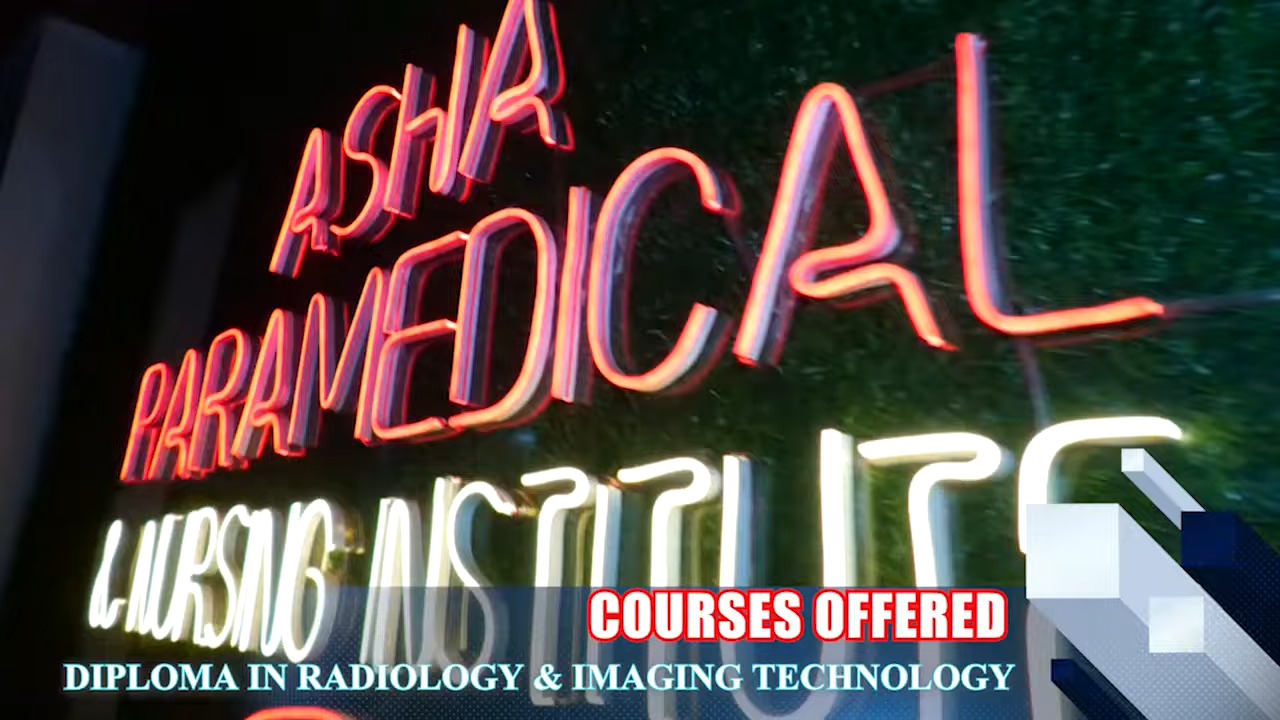 ASHA
PARAMEDICAL
& NURSING INSTITUTE
COURSES OFFERED
DIPLOMA IN RADIOLOGY & IMAGING TECHNOLOGY